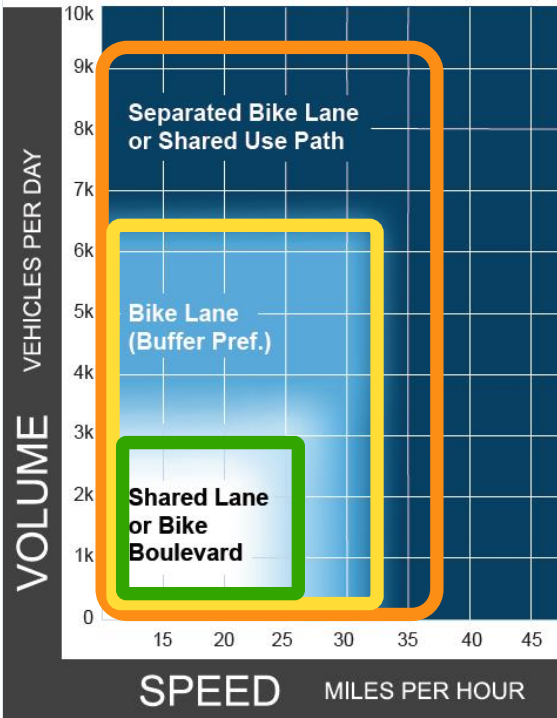 10k
9k
8k
7k
6k
5k
4k
3k
2k
1k
0
VOLUME VEHICLES PER DAY
Separated Bike Lane
or Shared Use Path
Bike Lane
(Buffer Pref.)
Shared Lane
or Bike
Boulevard
15 20 25 30 35 40 45
SPEED MILES PER HOUR